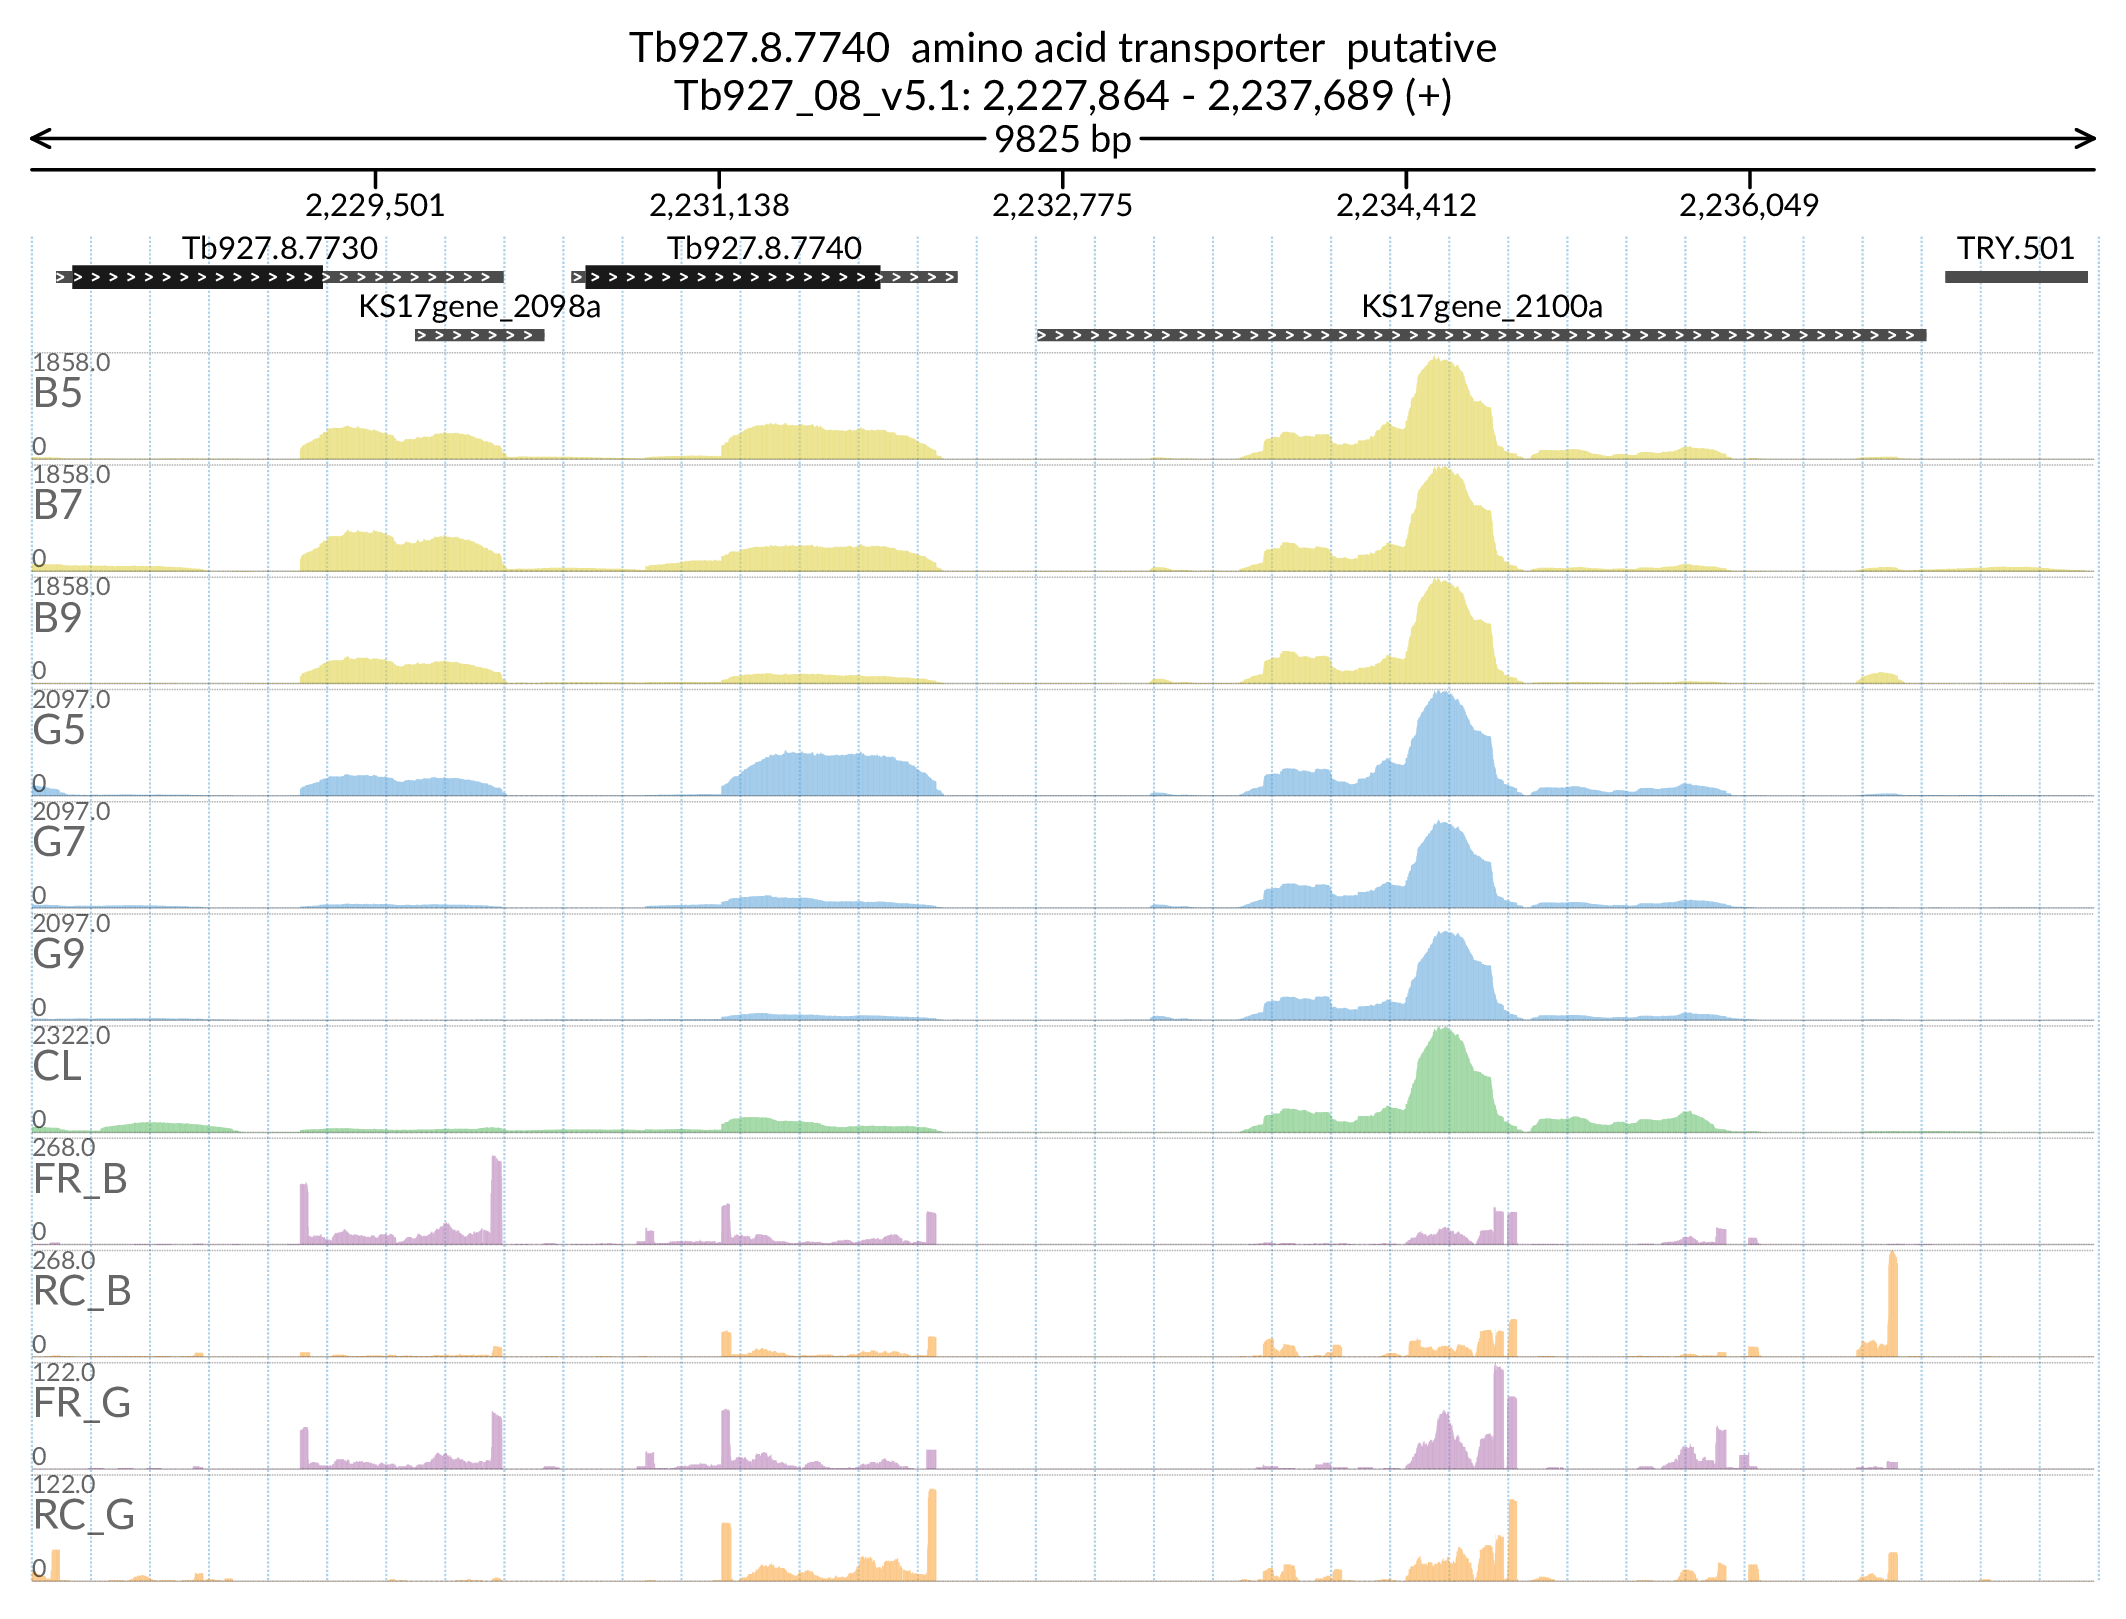 Tb927.8.7740  amino acid transporter  putative
Tb927_08_v5.1: 2,227,864 - 2,237,689 (+)
9825 bp
2,229,501 2,231,138 2,232,775 2,234,412 2,236,049
Tb927.8.7730 Tb927.8.7740 TRY.501
KS17gene_2098a KS17gene_2100a
1858.0
B5
0
1858.0
B7
0
1858.0
B9
0
2097.0
G5
0
2097.0
G7
0
2097.0
G9
0
2322.0
CL
0
268.0
FR_B
0
268.0
RC_B
0
122.0
FR_G
0
122.0
RC_G
0